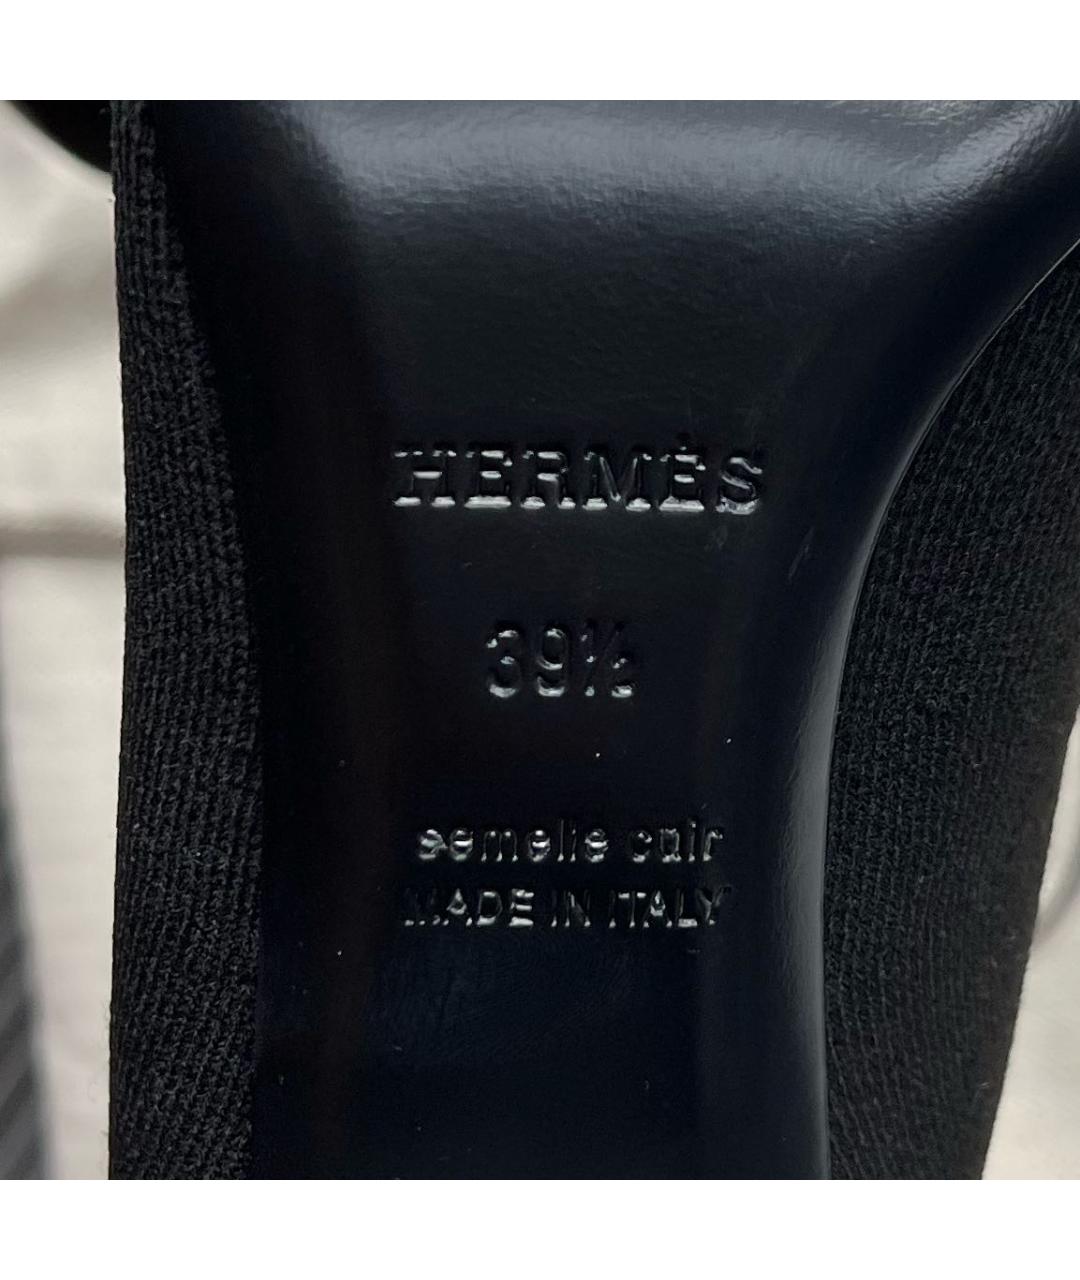 HERMÈS
39½
semelle cuir
MADE IN ITALY